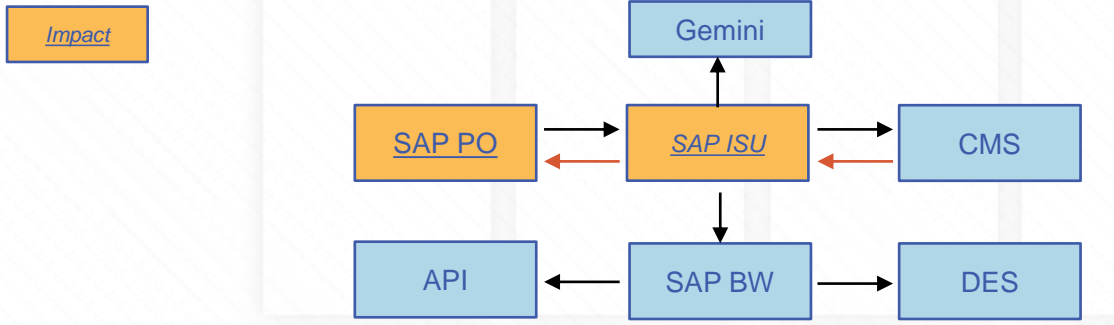 Impact
Gemini
SAP PO
SAP ISU
CMS
API
SAP BW
DES